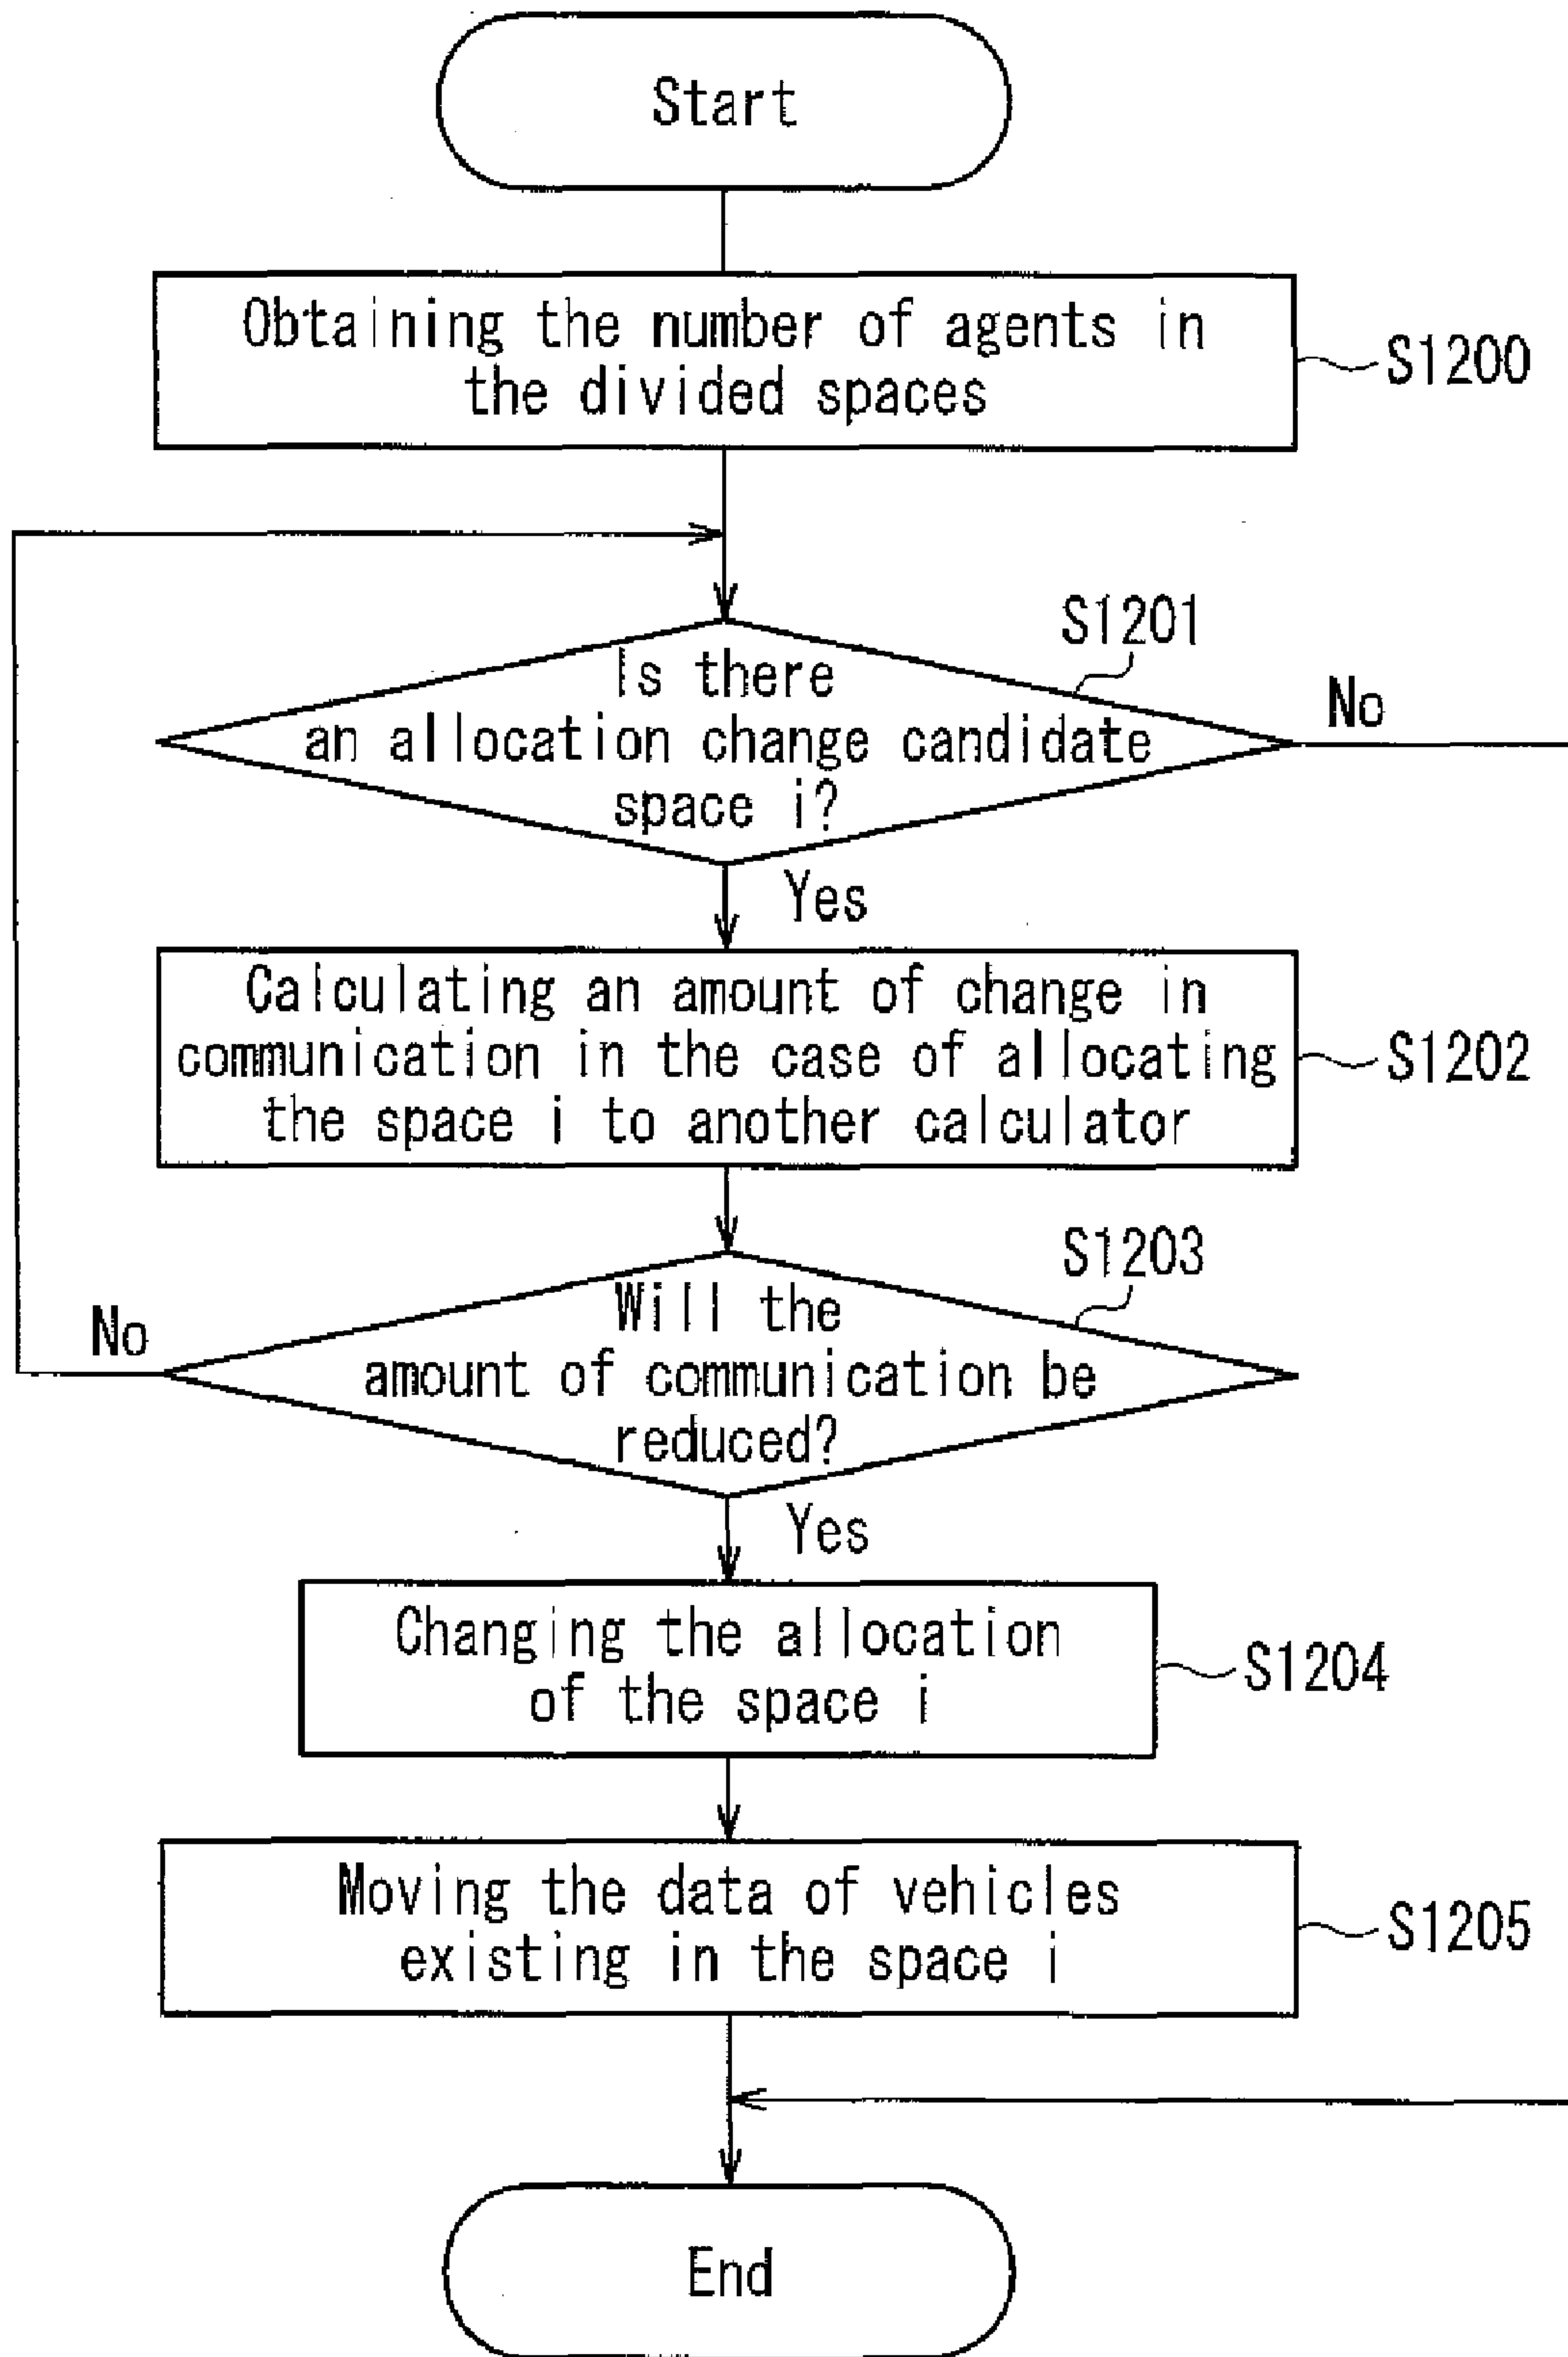 Start
Obtaining the number of agents in
the divided spaces
S1200
S1201
Is there
an allocation change candidate
space i?
No
Yes
Calculating an amount of change in
communication in the case of allocating
the space i to another calculator
S1202
S1203
Will the
amount of communication be
reduced?
No
Yes
Changing the allocation
of the space i
S1204
Moving the data of vehicles
existing in the space i
S1205
End